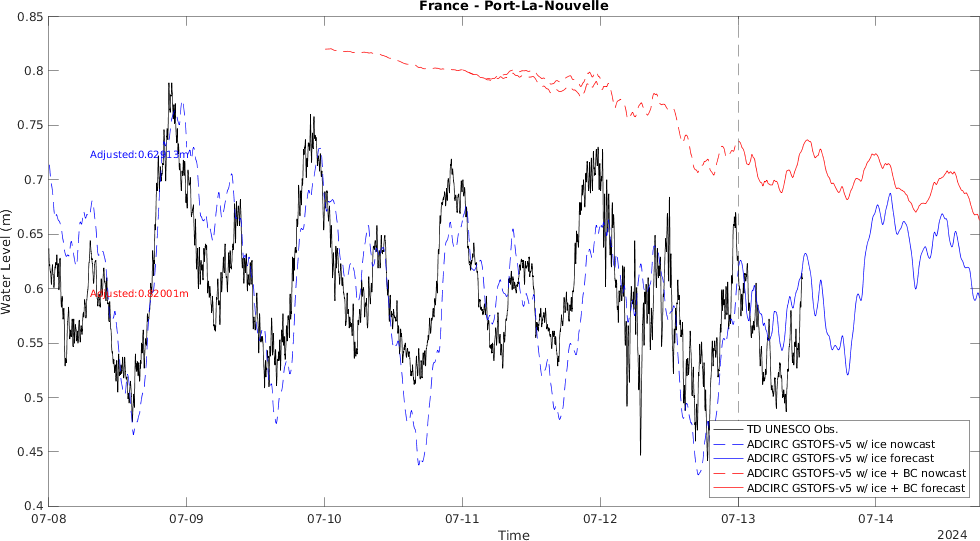 France - Port-La-Nouvelle
0.85
0.8
0.75
0.7
0.65
0.6
0.55
0.5
0.45
0.4
Water Level (m)
Adjusted:0.62913m
Adjusted:0.82001m
TD UNESCO Obs.
ADCIRC GSTOFS-v5 w/ ice nowcast
ADCIRC GSTOFS-v5 w/ ice forecast
ADCIRC GSTOFS-v5 w/ ice + BC nowcast
ADCIRC GSTOFS-v5 w/ ice + BC forecast
07-08 07-09 07-10 07-11 07-12 07-13 07-14
Time
2024